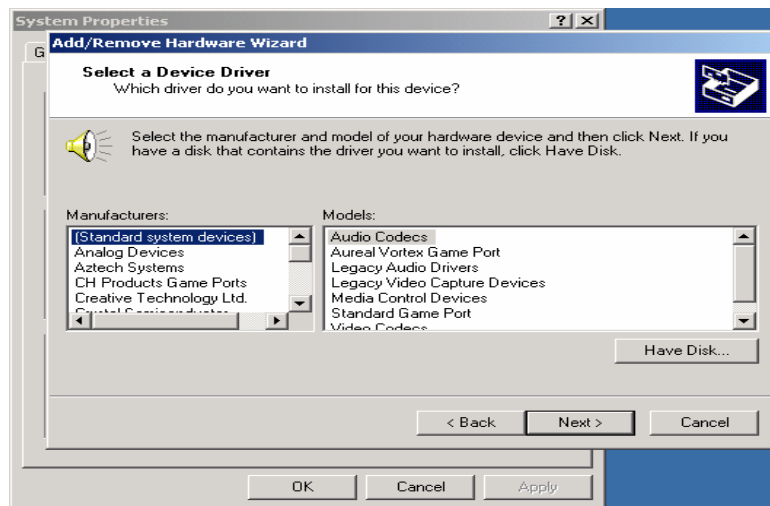 System Properties
Add/Remove Hardware Wizard
G
Select a Device Driver
Which driver do you want to install for this device?
Select the manufacturer and model of your hardware device and then click Next. If you
have a disk that contains the driver you want to install, click Have Disk.
Manufacturers:
(Standard system devices)
Analog Devices
Aztech Systems
CH Products Game Ports
Creative Technology Ltd.
Models:
Audio Codecs
Aureal Vortex Game Port
Legacy Audio Drivers
Legacy Video Capture Devices
Media Control Devices
Standard Game Port
Video Codecs
Have Disk...
< Back
Next >
Cancel
OK
Cancel
Apply